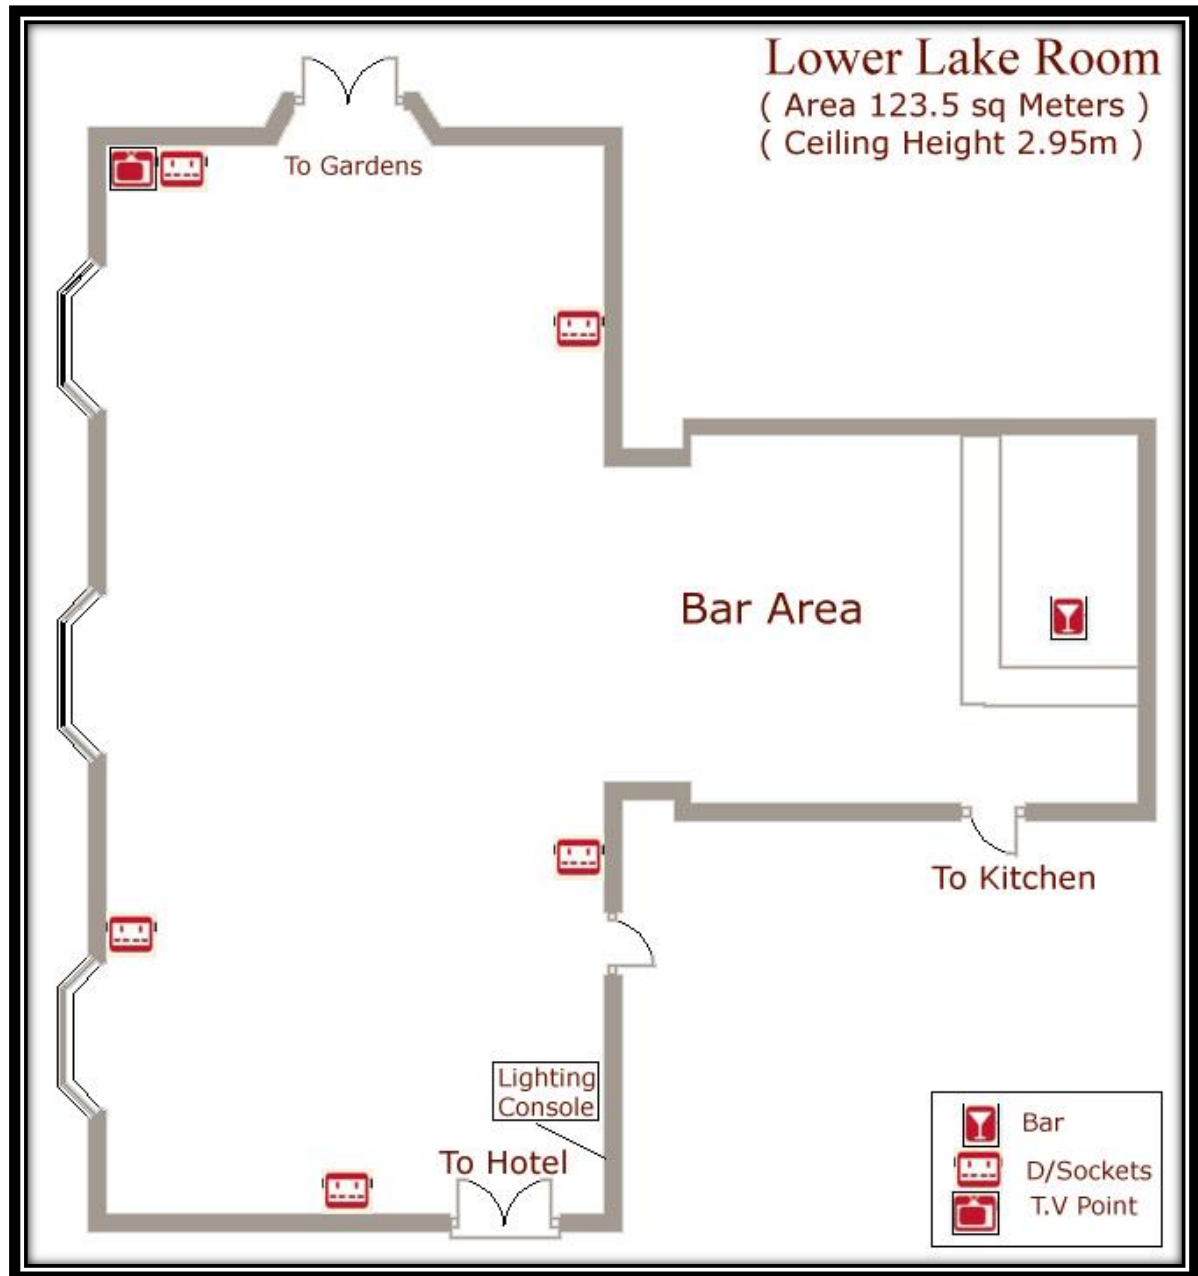 Lower Lake Room
( Area 123.5 sq Meters )
( Ceiling Height 2.95m )
To Gardens
Bar Area
To Kitchen
Lighting
Console
To Hotel
Bar
D/Sockets
T.V Point